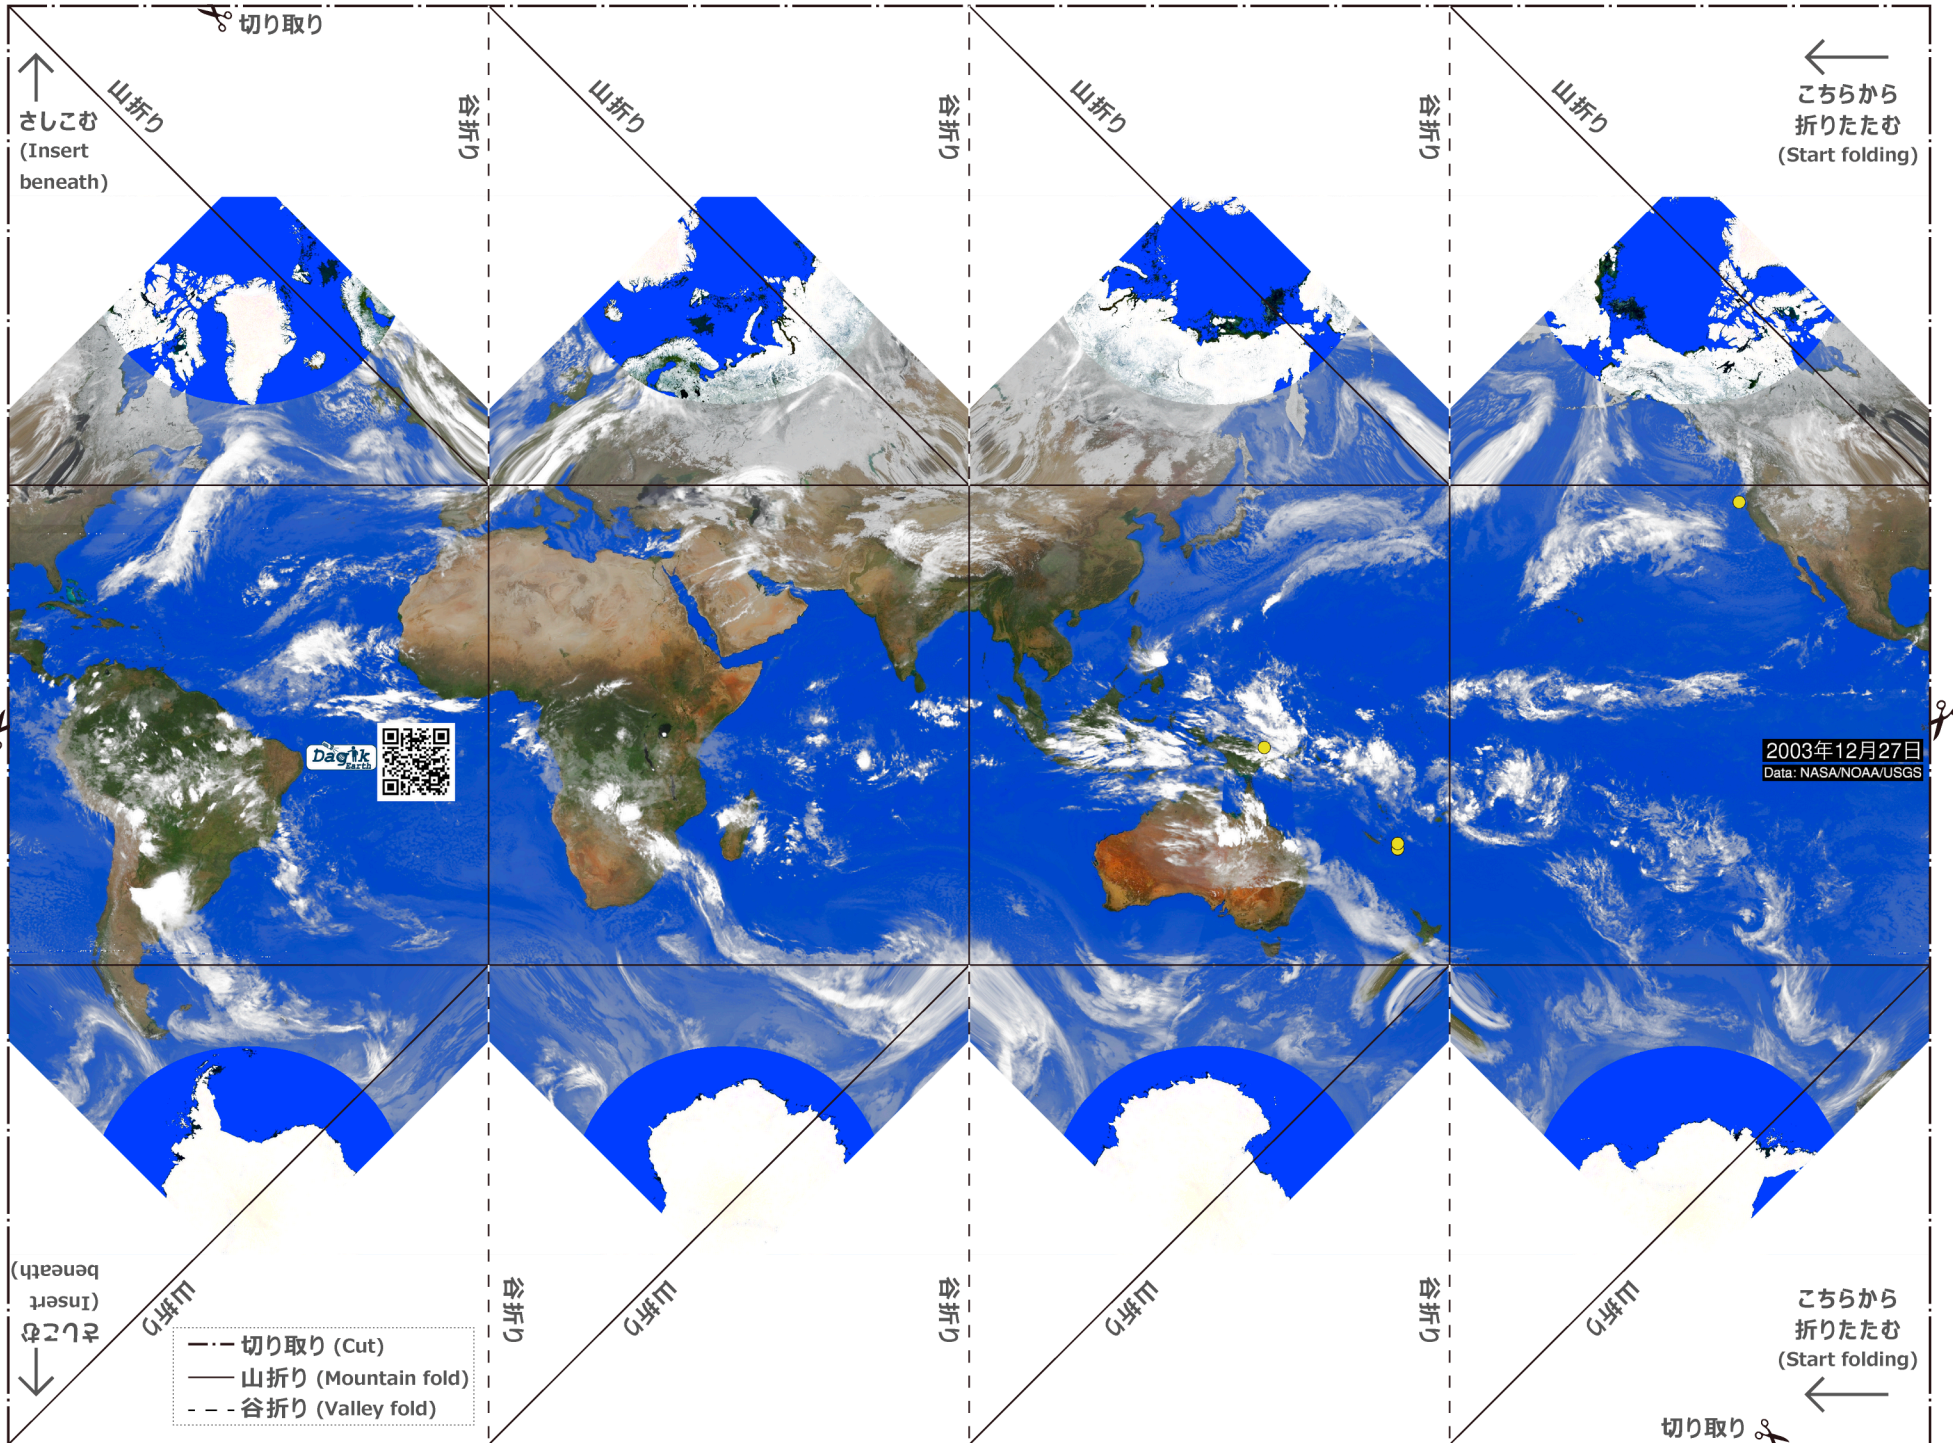 切り取り
さしこむ
(Insert
beneath)
山折り
谷折り
山折り
谷折り
山折り
谷折り
山折り
こちらから
折りたたむ
(Start folding)
Dagik
Earth
2003年12月27日
Data: NASA/NOAA/USGS
さしこむ
(Insert
beneath)
山折り
谷折り
山折り
谷折り
山折り
谷折り
山折り
こちらから
折りたたむ
(Start folding)
切り取り (Cut)
山折り (Mountain fold)
谷折り (Valley fold)
切り取り